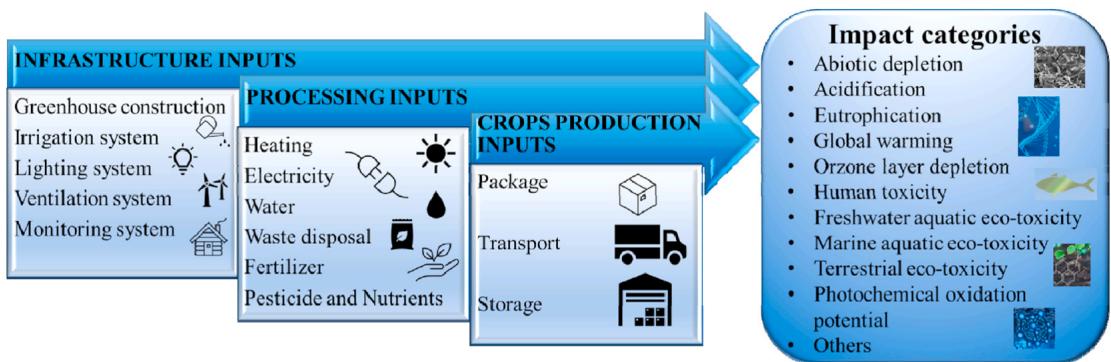 INFRASTRUCTURE INPUTS
Greenhouse construction
Irrigation system
Lighting system
Ventilation system
Monitoring system
PROCESSING INPUTS
Heating
Electricity
Water
Waste disposal
Fertilizer
Pesticide and Nutrients
CROPS PRODUCTION
INPUTS
Package
Transport
Storage
Impact categories
• Abiotic depletion
• Acidification
• Eutrophication
• Global warming
• Orzone layer depletion
• Human toxicity
• Freshwater aquatic eco-toxicity
• Marine aquatic eco-toxicity
• Terrestrial eco-toxicity
• Photochemical oxidation
potential
• Others